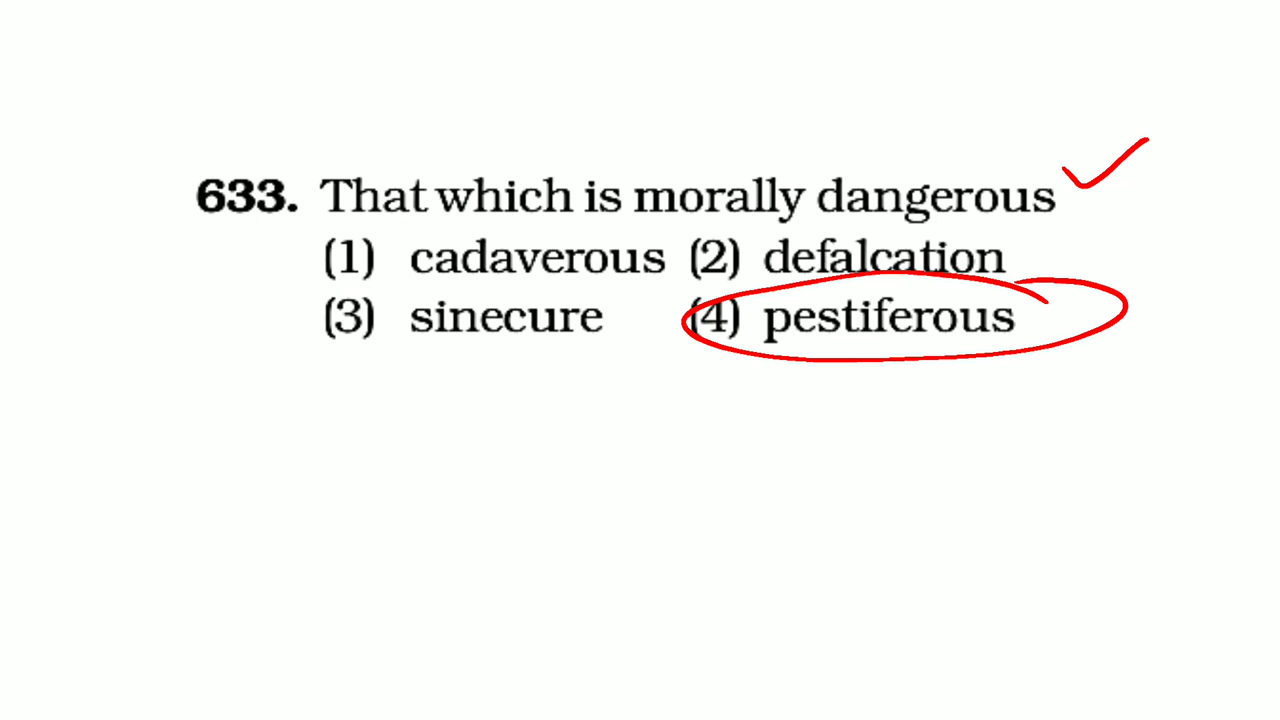 633. That which is morally dangerous
(1) cadaverous (2) defalcation
(3) sinecure (4) pestiferous